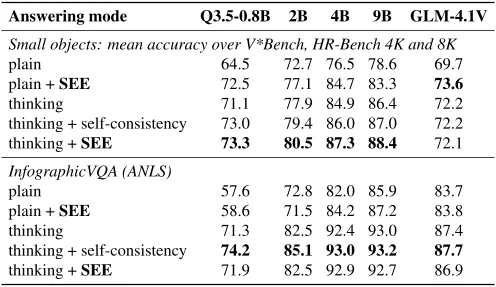 Answering mode Q3.5-0.8B 2B 4B 9B GLM-4.1V
Small objects: mean accuracy over V*Bench, HR-Bench 4K and 8K
plain 64.5 72.7 76.5 78.6 69.7
plain + SEE 72.5 77.1 84.7 83.3 73.6
thinking 71.1 77.9 84.9 86.4 72.2
thinking + self-consistency 73.0 79.4 86.0 87.0 72.2
thinking + SEE 73.3 80.5 87.3 88.4 72.1
InfographicVQA (ANLS)
plain 57.6 72.8 82.0 85.9 83.7
plain + SEE 58.6 71.5 84.2 87.2 83.8
thinking 71.3 82.5 92.4 93.0 87.4
thinking + self-consistency 74.2 85.1 93.0 93.2 87.7
thinking + SEE 71.9 82.5 92.9 92.7 86.9